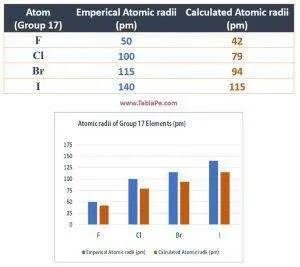 Atom Emperical Atomic radii Calculated Atomic radii
(Group 17) (pm) (pm)
F 50 42
Cl 100 79
Br 115 94
I 140 115
www.TablaPe.com
Atomic radii of Group 17 Elements (pm)
175
150
125
100
75
50
25
0
F Cl Br I
Emperical Atomic radii (pm) Calculated Atomic radii (pm)